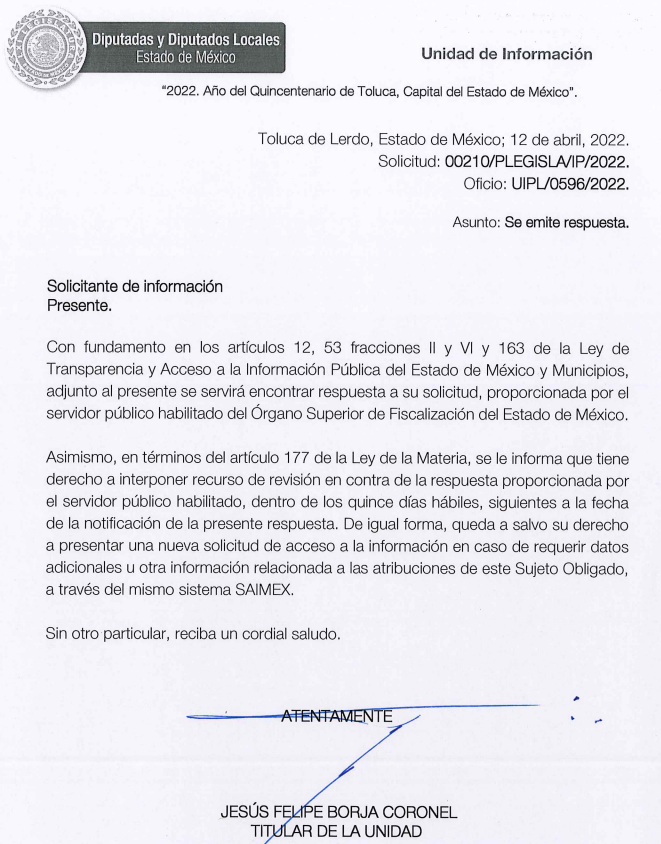 Diputadas y Diputados Locales
Estado de México
Unidad de Información
"2022. Año del Quincentenario de Toluca, Capital del Estado de México".
Toluca de Lerdo, Estado de México; 12 de abril, 2022.
Solicitud: 00210/PLEGISLA/IP/2022.
Oficio: UIPL/0596/2022.
Asunto: Se emite respuesta.
Solicitante de información
Presente.
Con fundamento en los artículos 12, 53 fracciones II y VI y 163 de la Ley de
Transparencia y Acceso a la Información Pública del Estado de México y Municipios,
adjunto al presente se servirá encontrar respuesta a su solicitud, proporcionada por el
servidor público habilitado del Órgano Superior de Fiscalización del Estado de México.
Asimismo, en términos del artículo 177 de la Ley de la Materia, se le informa que tiene
derecho a interponer recurso de revisión en contra de la respuesta proporcionada por
el servidor público habilitado, dentro de los quince días hábiles, siguientes a la fecha
de la notificación de la presente respuesta. De igual forma, queda a salvo su derecho
a presentar una nueva solicitud de acceso a la información en caso de requerir datos
adicionales u otra información relacionada a las atribuciones de este Sujeto Obligado,
a través del mismo sistema SAIMEX.
Sin otro particular, reciba un cordial saludo.
ATENTAMENTE
JESÚS FELIPE BORJA CORONEL
TITULAR DE LA UNIDAD